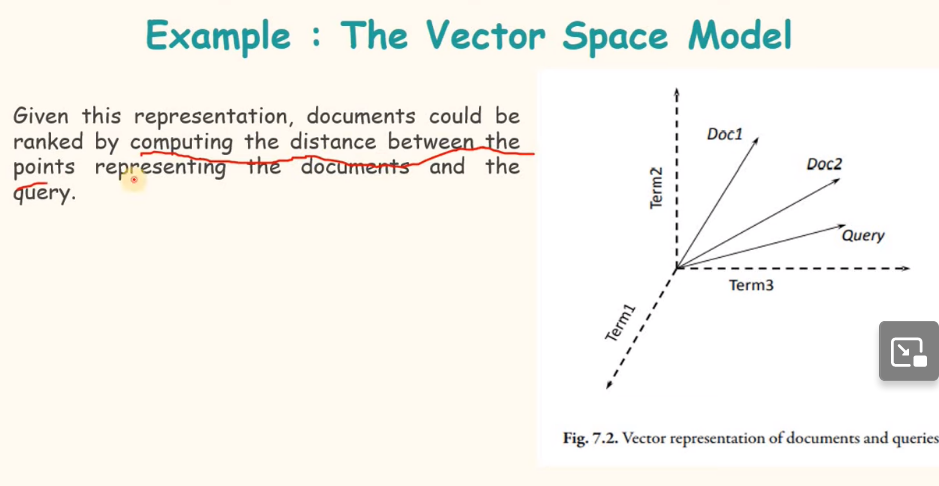 Example : The Vector Space Model
Given this representation, documents could be
ranked by computing the distance between the
points representing the documents and the
query.
Doc1
Doc2
Term2
Query
Term3
Term1
Fig. 7.2. Vector representation of documents and queries